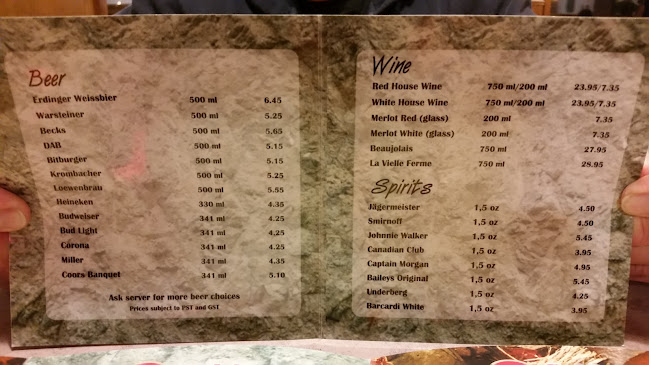 Beer
Erdinger Weissbier 500 ml 6.45
Warsteiner 500 ml 5.25
Becks 500 ml 5.65
DAB 500 ml 5.15
Bitburger 500 ml 5.15
Krombacher 500 ml 5.25
Loewenbrau 500 ml 5.55
Heineken 330 ml 4.35
Budweiser 341 ml 4.25
Bud Light 341 ml 4,25
Corona 341 ml 4.25
Miller 341 ml 4.35
Coors Banquet 341 ml 5.10
Ask server for more beer choices
Prices subject to PST and GST
Wine
Red House Wine 750 ml/200 ml 23.95/7.35
White House Wine 750 ml/200 ml 23.95/7.35
Merlot Red (glass) 200 ml 7.35
Merlot White (glass) 200 ml 7.35
Beaujolais 750 ml 27.95
La Vielle Ferme 750 ml 28.95
Spirits
Jägermeister 1,5 oz 4.50
Smirnoff 1,5 oz 4.50
Johnnie Walker 1,5 oz 5.45
Canadian Club 1,5 oz 3.95
Captain Morgan 1,5 oz 4.95
Baileys Original 1,5 oz 5.45
Underberg 1,5 oz 4.25
Barcardi White 1,5 oz 3.95